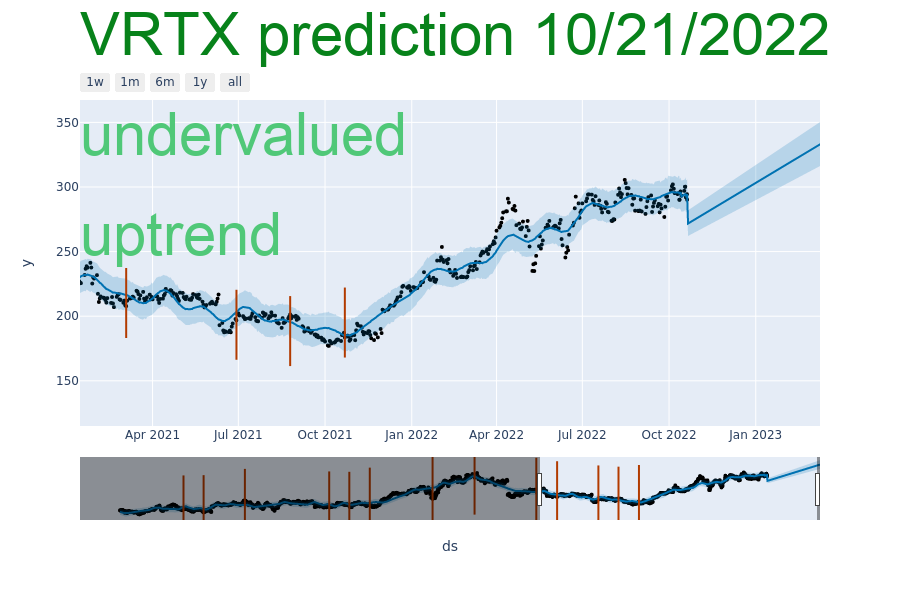 VRTX prediction 10/21/2022
1w 1m 6m 1y all
undervalued
uptrend
350
300
250
200
150
y
Apr 2021 Jul 2021 Oct 2021 Jan 2022 Apr 2022 Jul 2022 Oct 2022 Jan 2023
ds